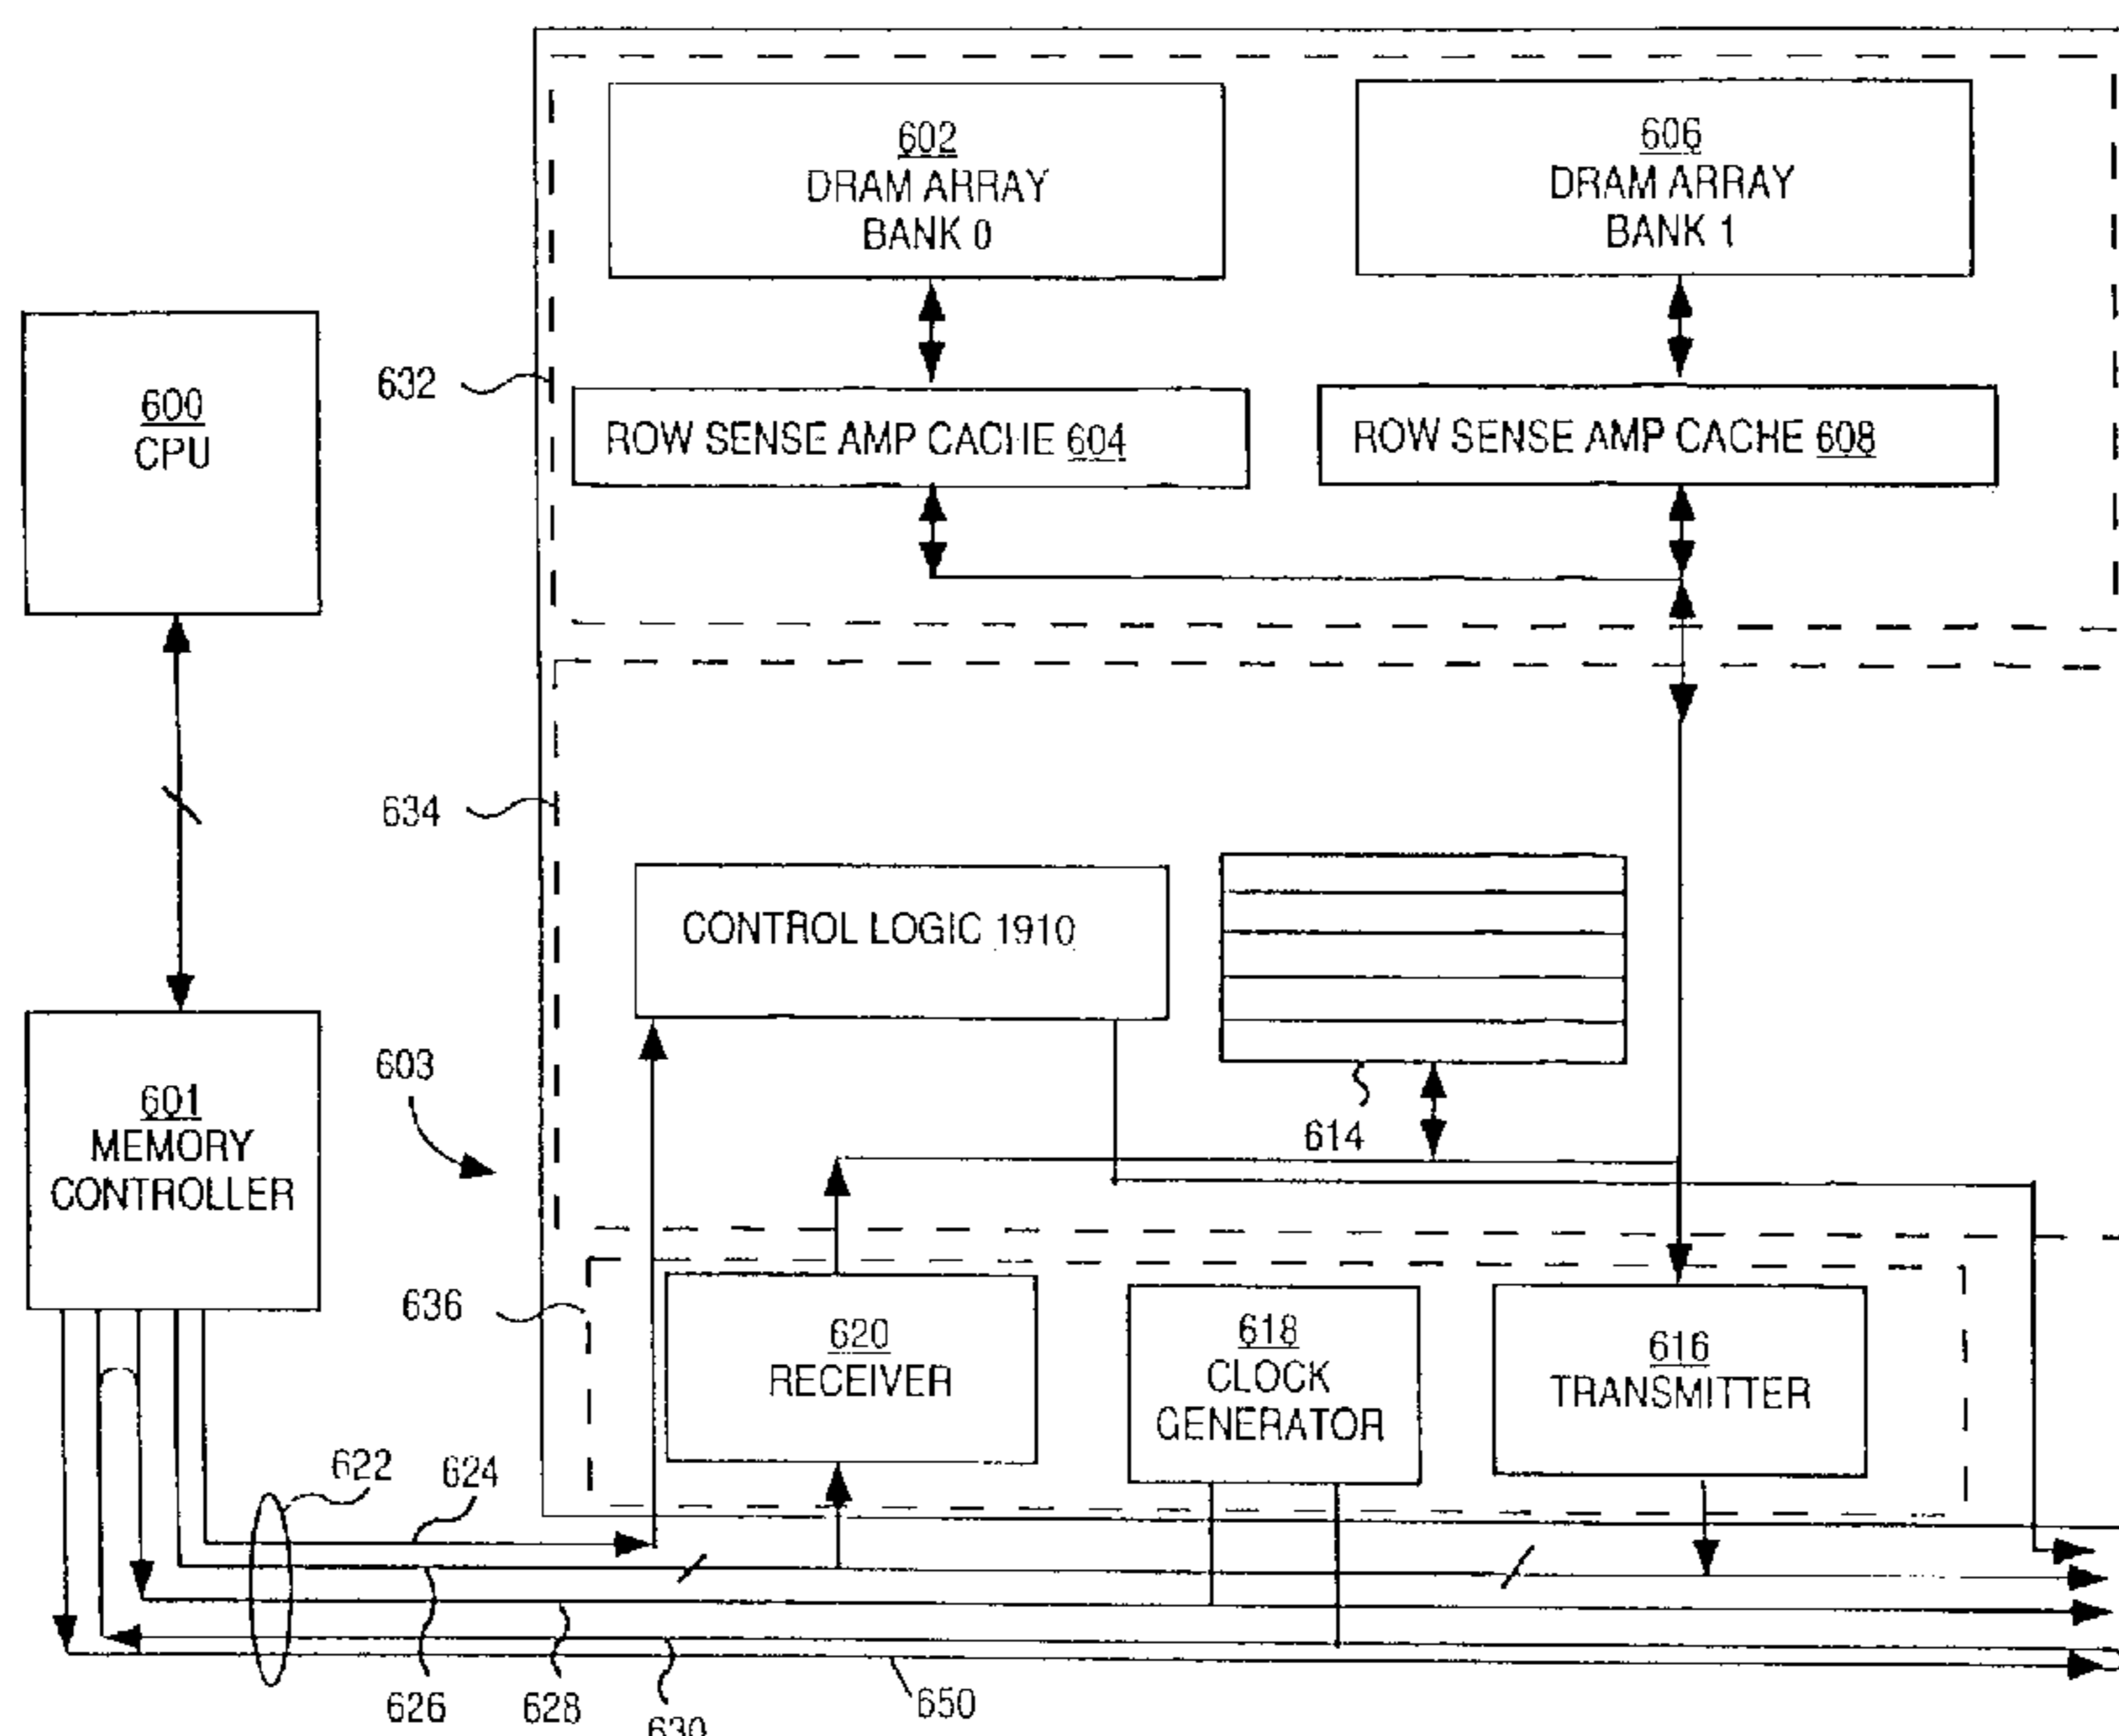 602
DRAM ARRAY
BANK 0
606
DRAM ARRAY
BANK 1
600
CPU
632
ROW SENSE AMP CACHE 604
ROW SENSE AMP CACHE 608
634
CONTROL LOGIC 1910
603
614
601
MEMORY
CONTROLLER
636
620
RECEIVER
618
CLOCK
GENERATOR
616
TRANSMITTER
622
624
626
628
630
650